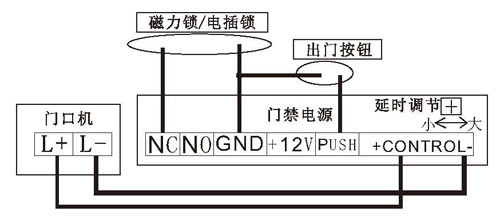 磁力锁/电插锁
出门按钮
门口机
L+ L-
门禁电源
延时调节
小 大
NC NO GND +12V PUSH +CONTROL-